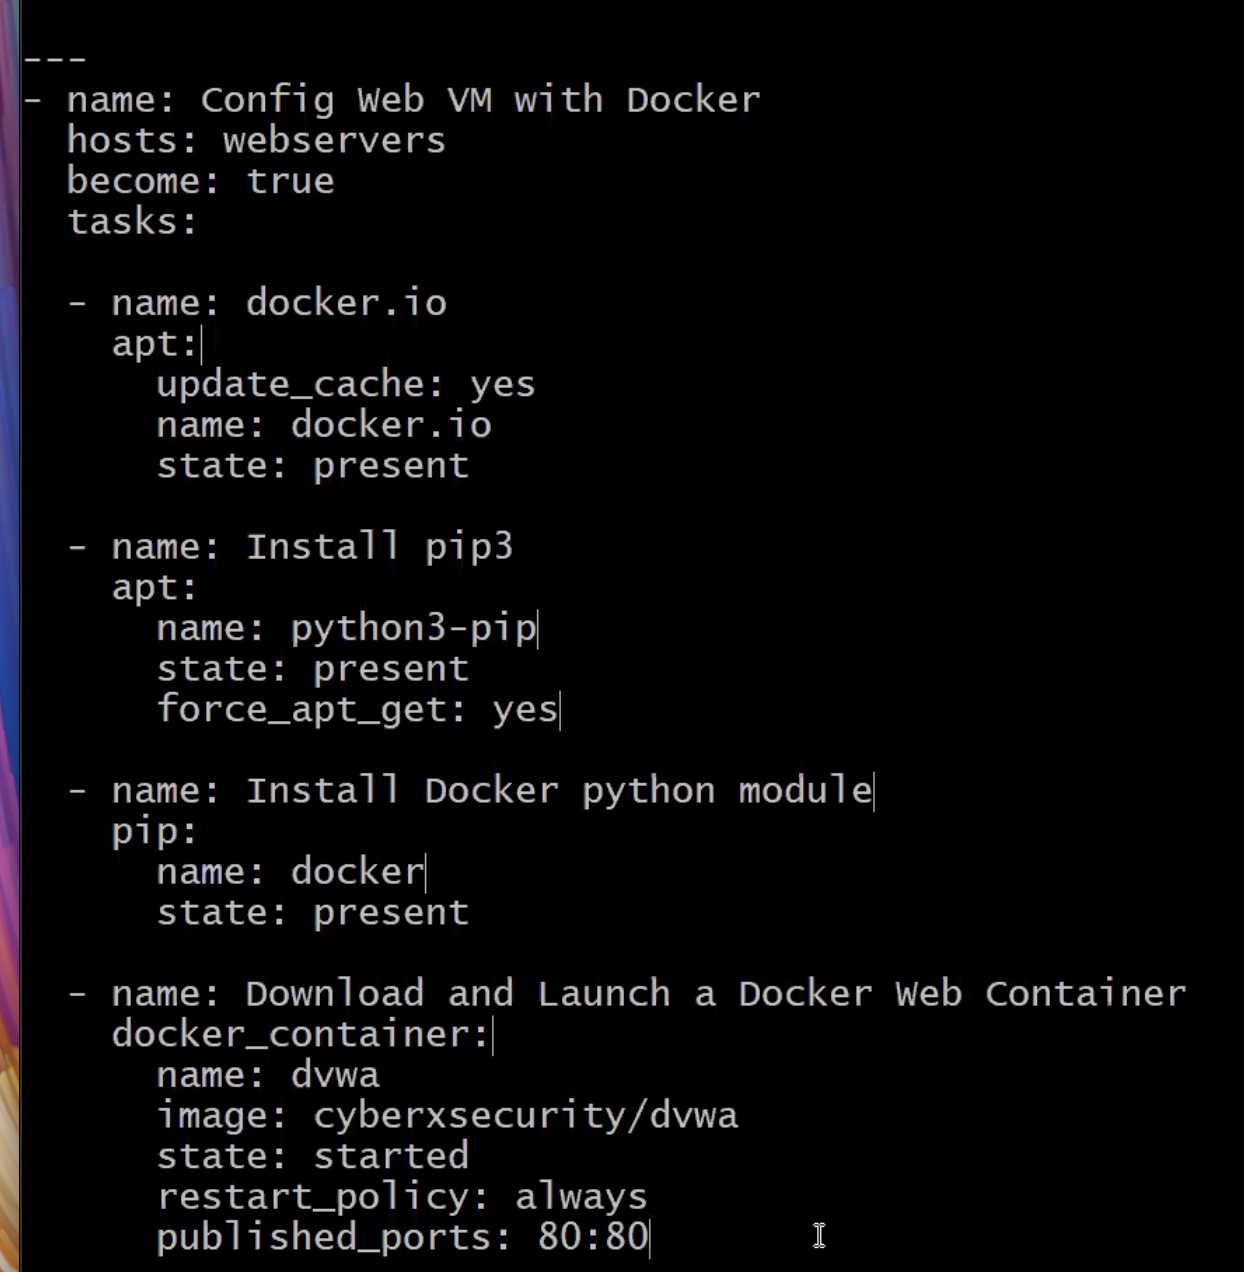 ---
- name: Config Web VM with Docker
  hosts: webservers
  become: true
  tasks:

  - name: docker.io
    apt:
      update_cache: yes
      name: docker.io
      state: present

  - name: Install pip3
    apt:
      name: python3-pip
      state: present
      force_apt_get: yes

  - name: Install Docker python module
    pip:
      name: docker
      state: present

  - name: Download and Launch a Docker Web Container
    docker_container:
      name: dvwa
      image: cyberxsecurity/dvwa
      state: started
      restart_policy: always
      published_ports: 80:80